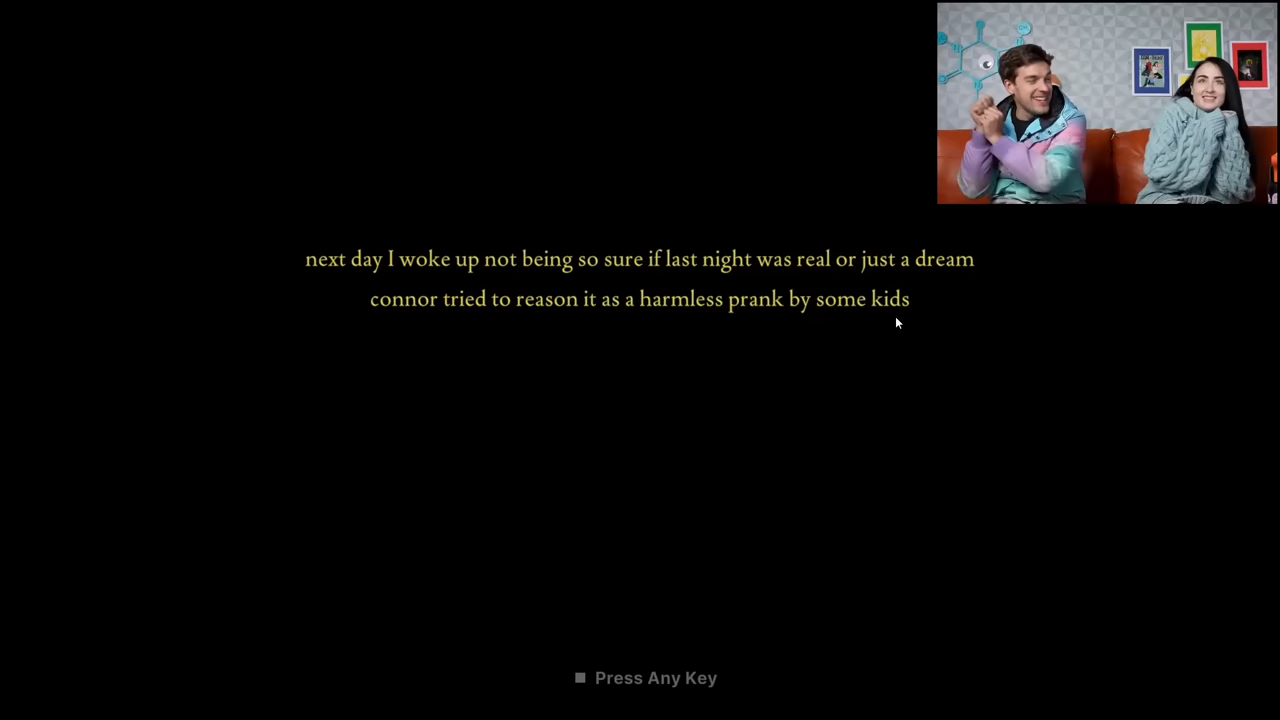 next day I woke up not being so sure if last night was real or just a dream
connor tried to reason it as a harmless prank by some kids
Press Any Key